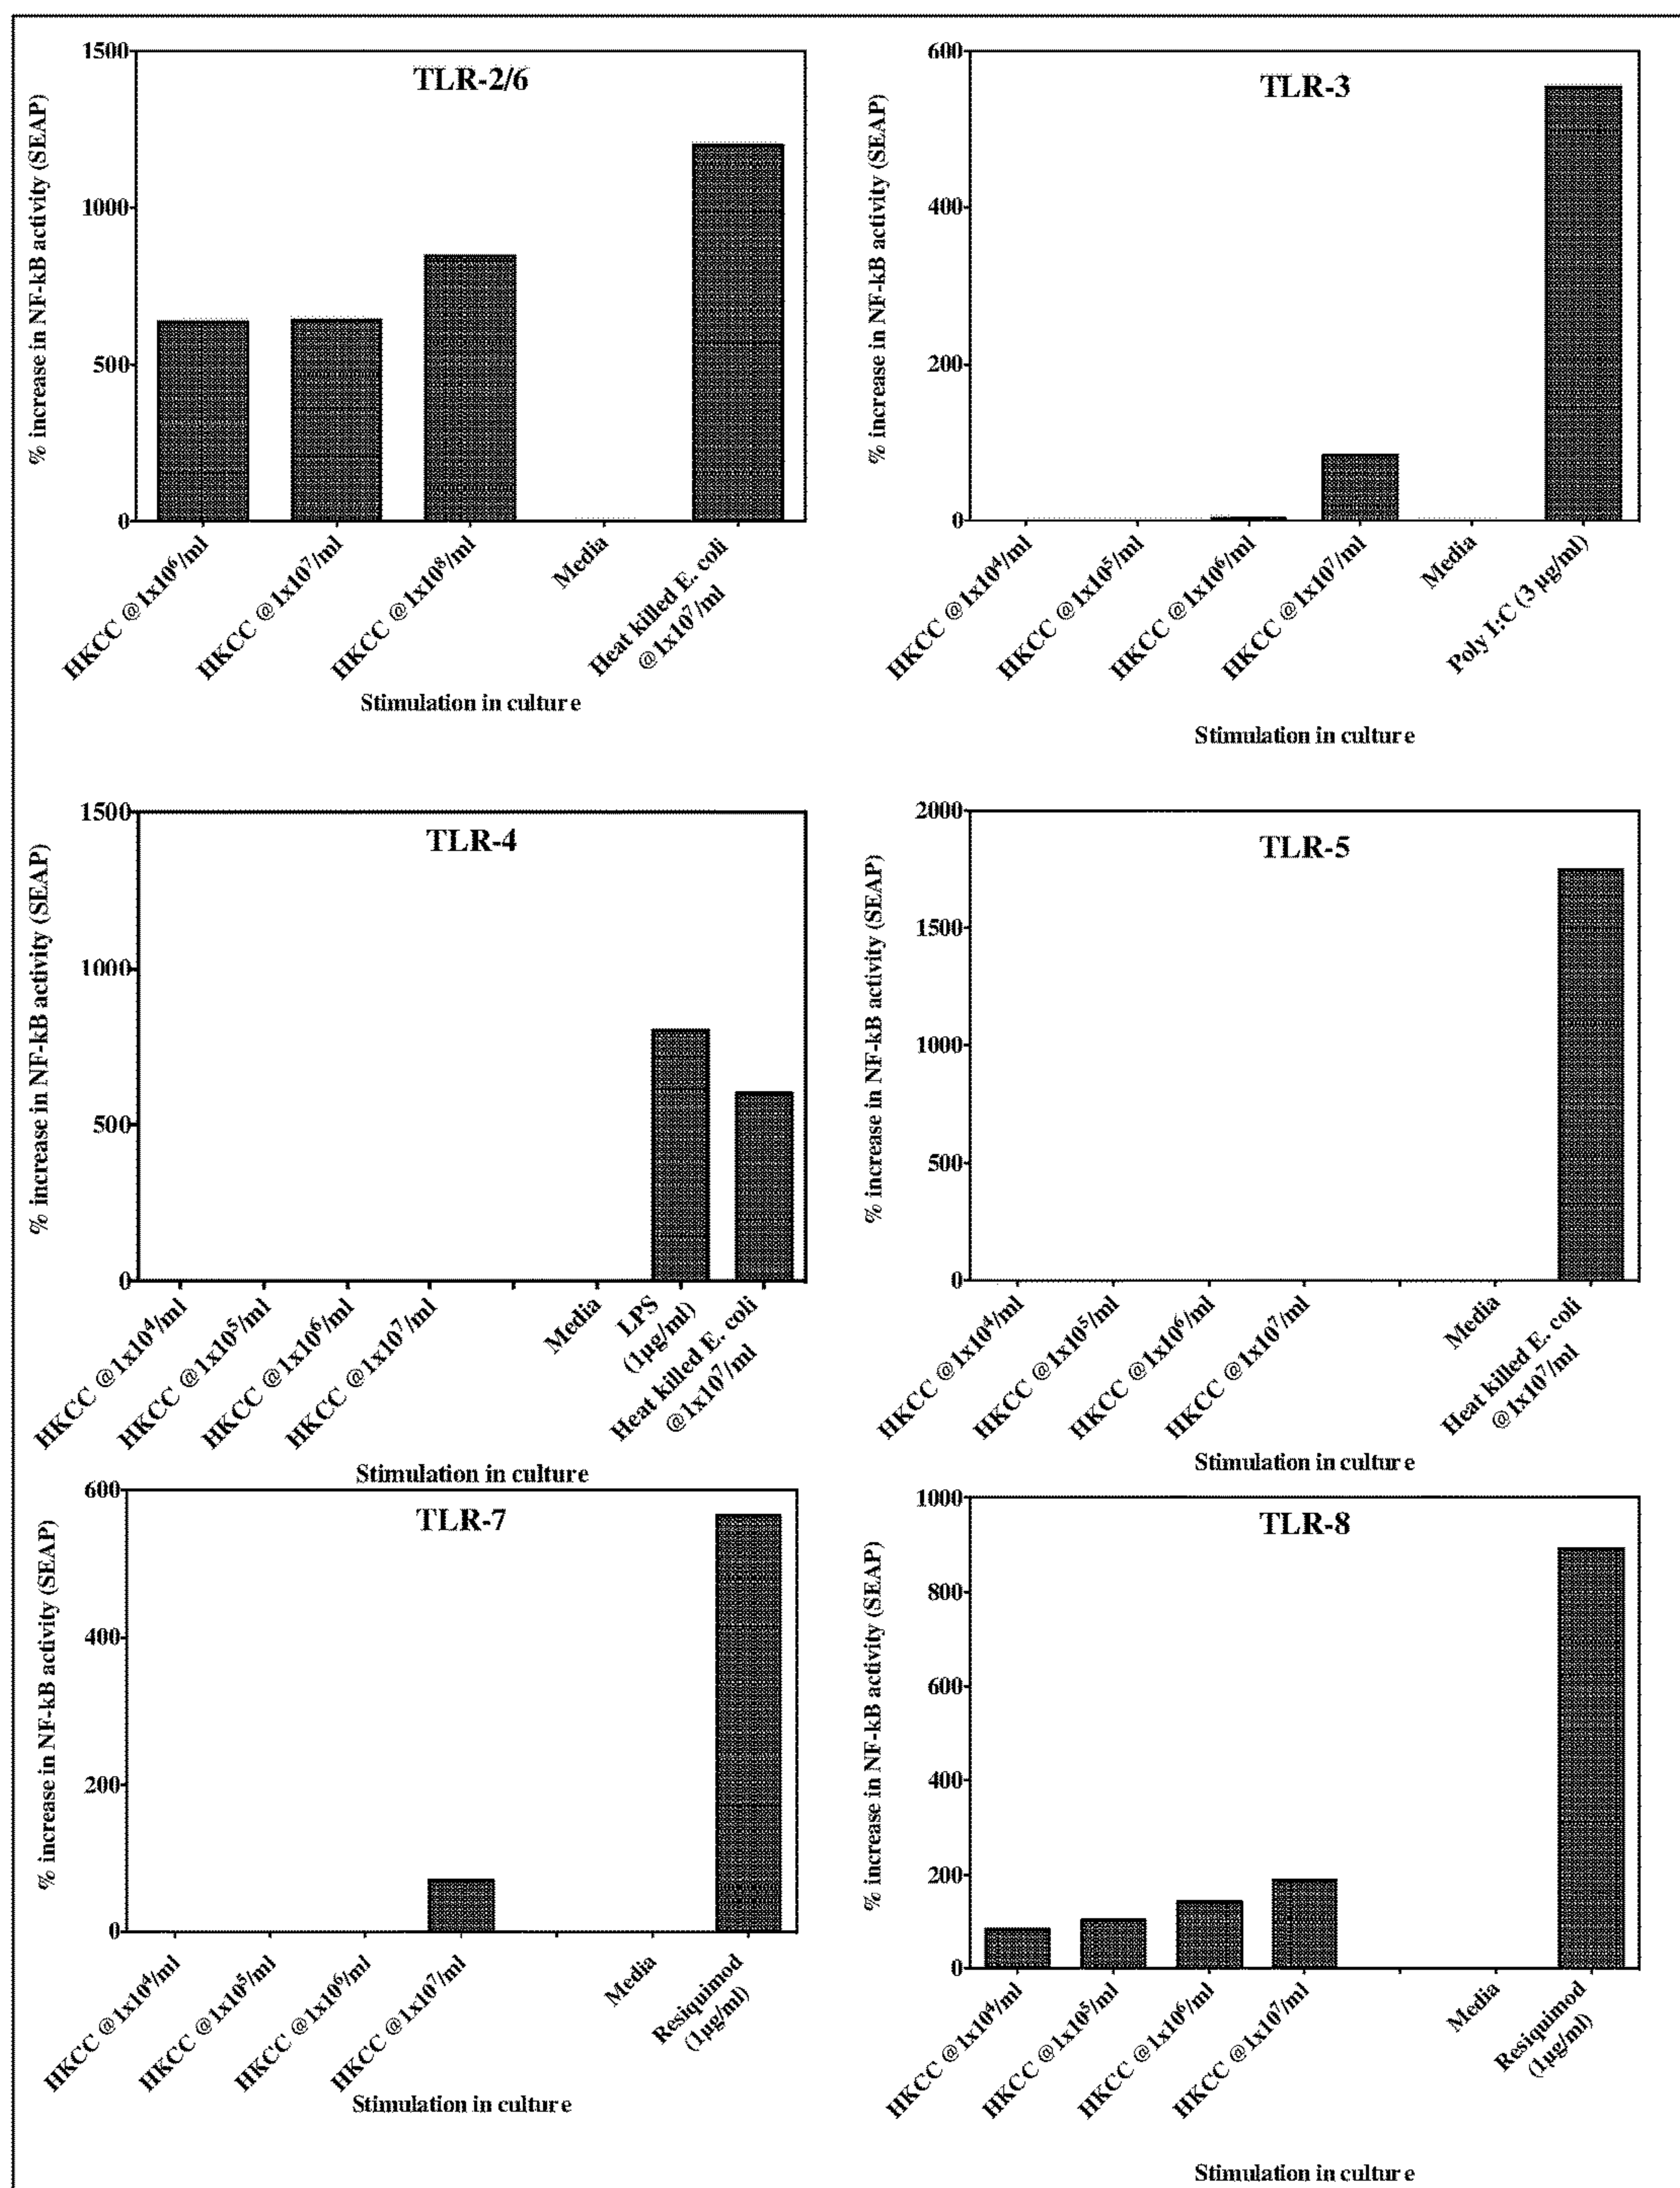 TLR-2/6
% increase in NF-kB activity (SEAP)
1500
1000
500
0
HKCC @1x10⁶/ml
HKCC @1x10⁷/ml
HKCC @1x10⁸/ml
Media
Heat killed E. coli
@1x10⁷/ml
Stimulation in culture
TLR-3
% increase in NF-kB activity (SEAP)
600
400
200
0
HKCC @1x10⁴/ml
HKCC @1x10⁵/ml
HKCC @1x10⁶/ml
HKCC @1x10⁷/ml
Media
Poly I:C (3 µg/ml)
Stimulation in culture
TLR-4
% increase in NF-kB activity (SEAP)
1500
1000
500
0
HKCC @1x10⁴/ml
HKCC @1x10⁵/ml
HKCC @1x10⁶/ml
HKCC @1x10⁷/ml
Media
LPS
(1µg/ml)
Heat killed E. coli
@1x10⁷/ml
Stimulation in culture
TLR-5
% increase in NF-kB activity (SEAP)
2000
1500
1000
500
0
HKCC @1x10⁴/ml
HKCC @1x10⁵/ml
HKCC @1x10⁶/ml
HKCC @1x10⁷/ml
Media
Heat killed E. coli
@1x10⁷/ml
Stimulation in culture
TLR-7
% increase in NF-kB activity (SEAP)
600
400
200
0
HKCC @1x10⁴/ml
HKCC @1x10⁵/ml
HKCC @1x10⁶/ml
HKCC @1x10⁷/ml
Media
Resiquimod
(1µg/ml)
Stimulation in culture
TLR-8
% increase in NF-kB activity (SEAP)
1000
800
600
400
200
0
HKCC @1x10⁴/ml
HKCC @1x10⁵/ml
HKCC @1x10⁶/ml
HKCC @1x10⁷/ml
Media
Resiquimod
(1µg/ml)
Stimulation in culture